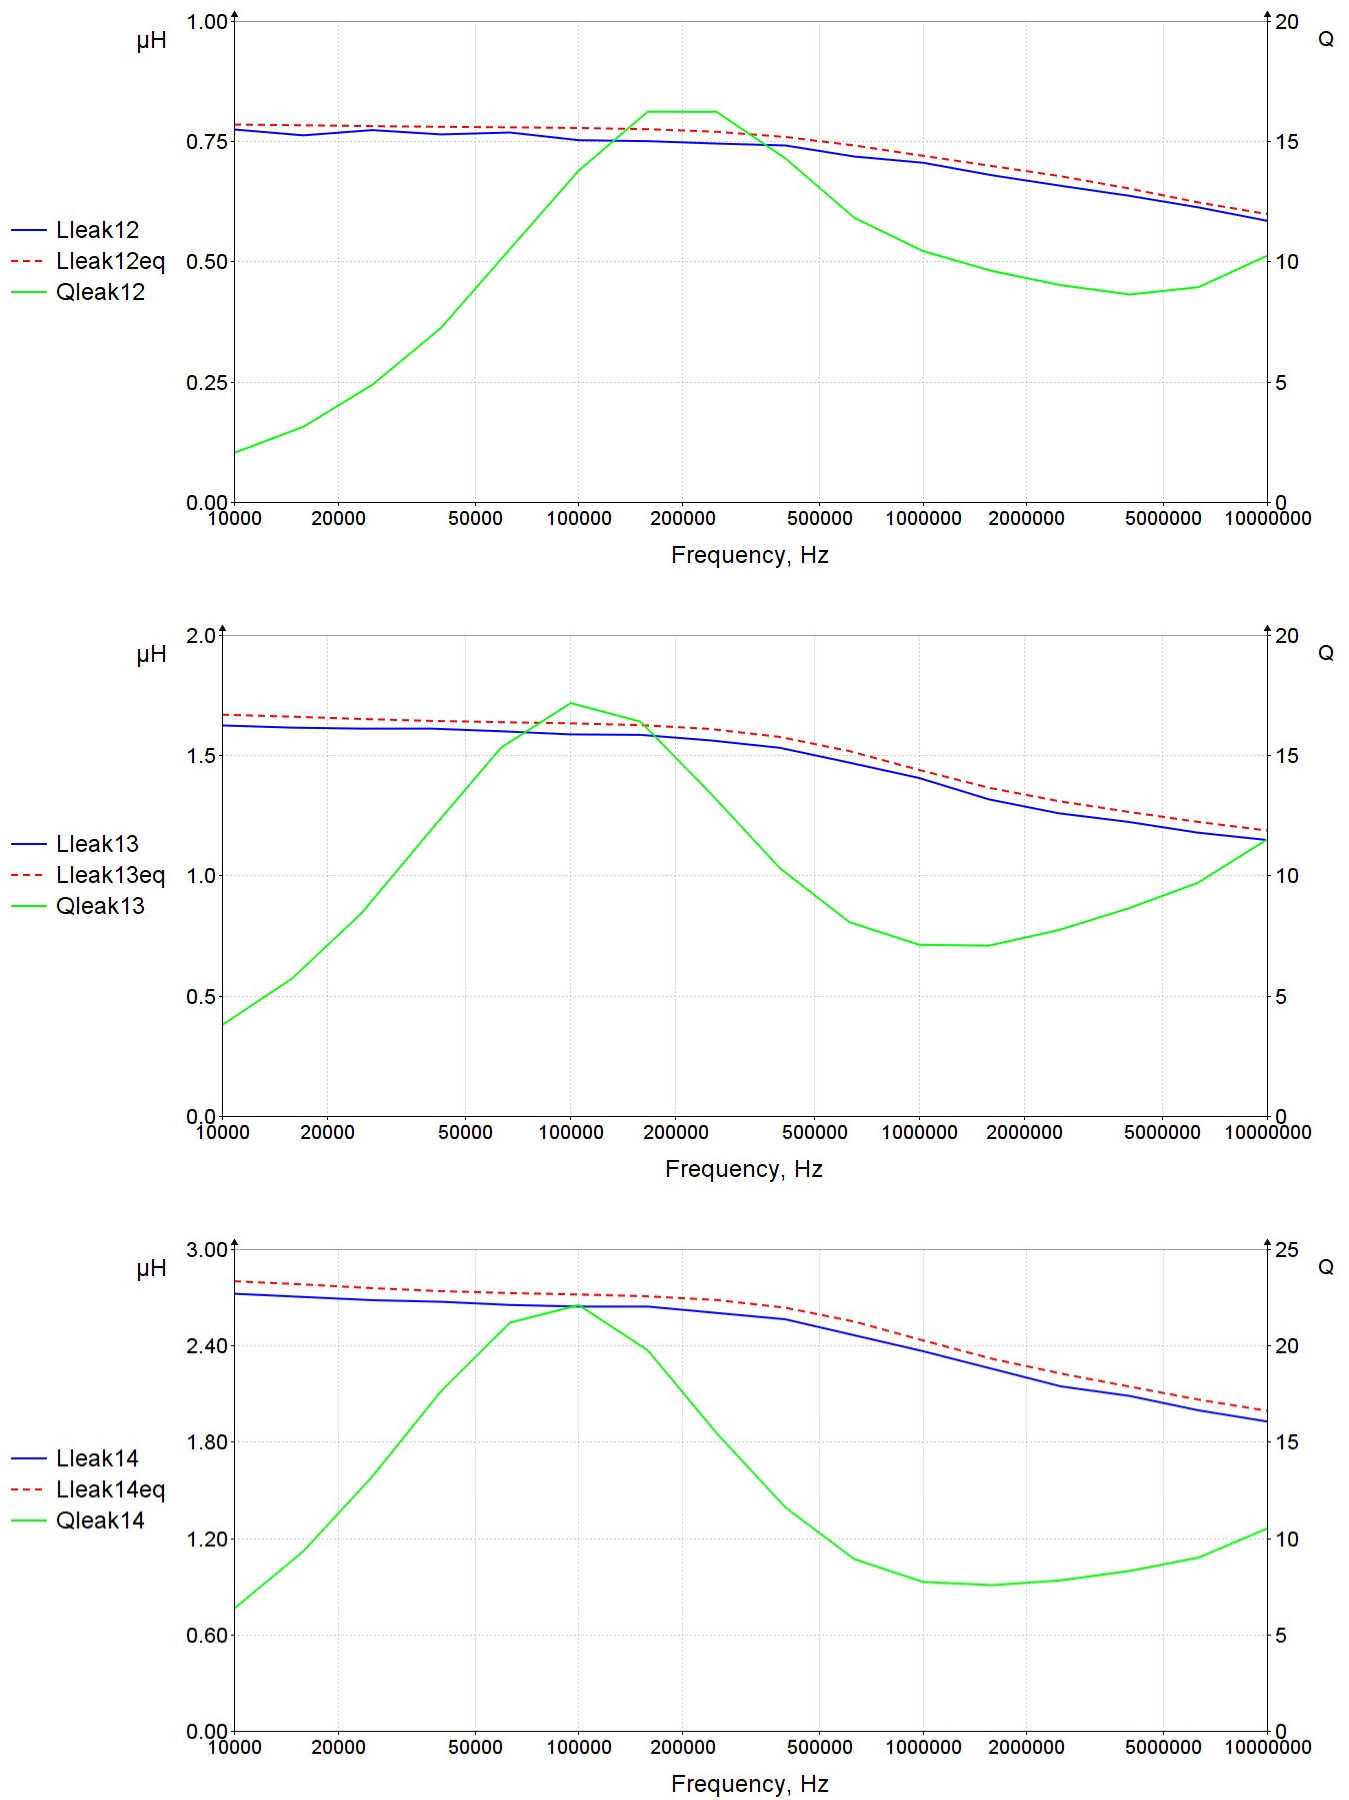 1.00 20
µH Q
0.75 15
Lleak12
Lleak12eq 0.50 10
Qleak12
0.25 5
0.00 0
10000 20000 50000 100000 200000 500000 1000000 2000000 5000000 10000000
Frequency, Hz
2.0 20
µH Q
1.5 15
Lleak13
Lleak13eq 1.0 10
Qleak13
0.5 5
0.0 0
10000 20000 50000 100000 200000 500000 1000000 2000000 5000000 10000000
Frequency, Hz
3.00 25
µH Q
2.40 20
1.80 15
Lleak14
Lleak14eq
Qleak14
1.20 10
0.60 5
0.00 0
10000 20000 50000 100000 200000 500000 1000000 2000000 5000000 10000000
Frequency, Hz